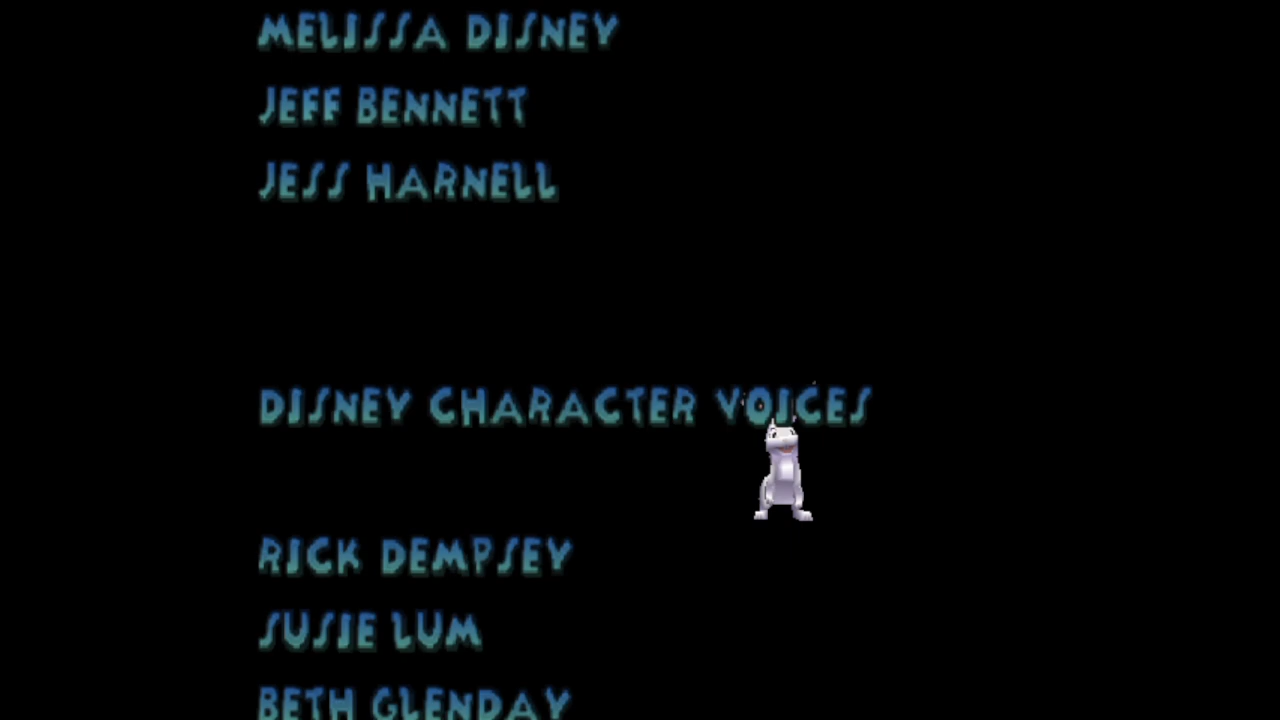 MELISSA DISNEY
JEFF BENNETT
JESS HARNELL
DISNEY CHARACTER VOICES
RICK DEMPSEY
SUSIE LUM
BETH GLENDAY